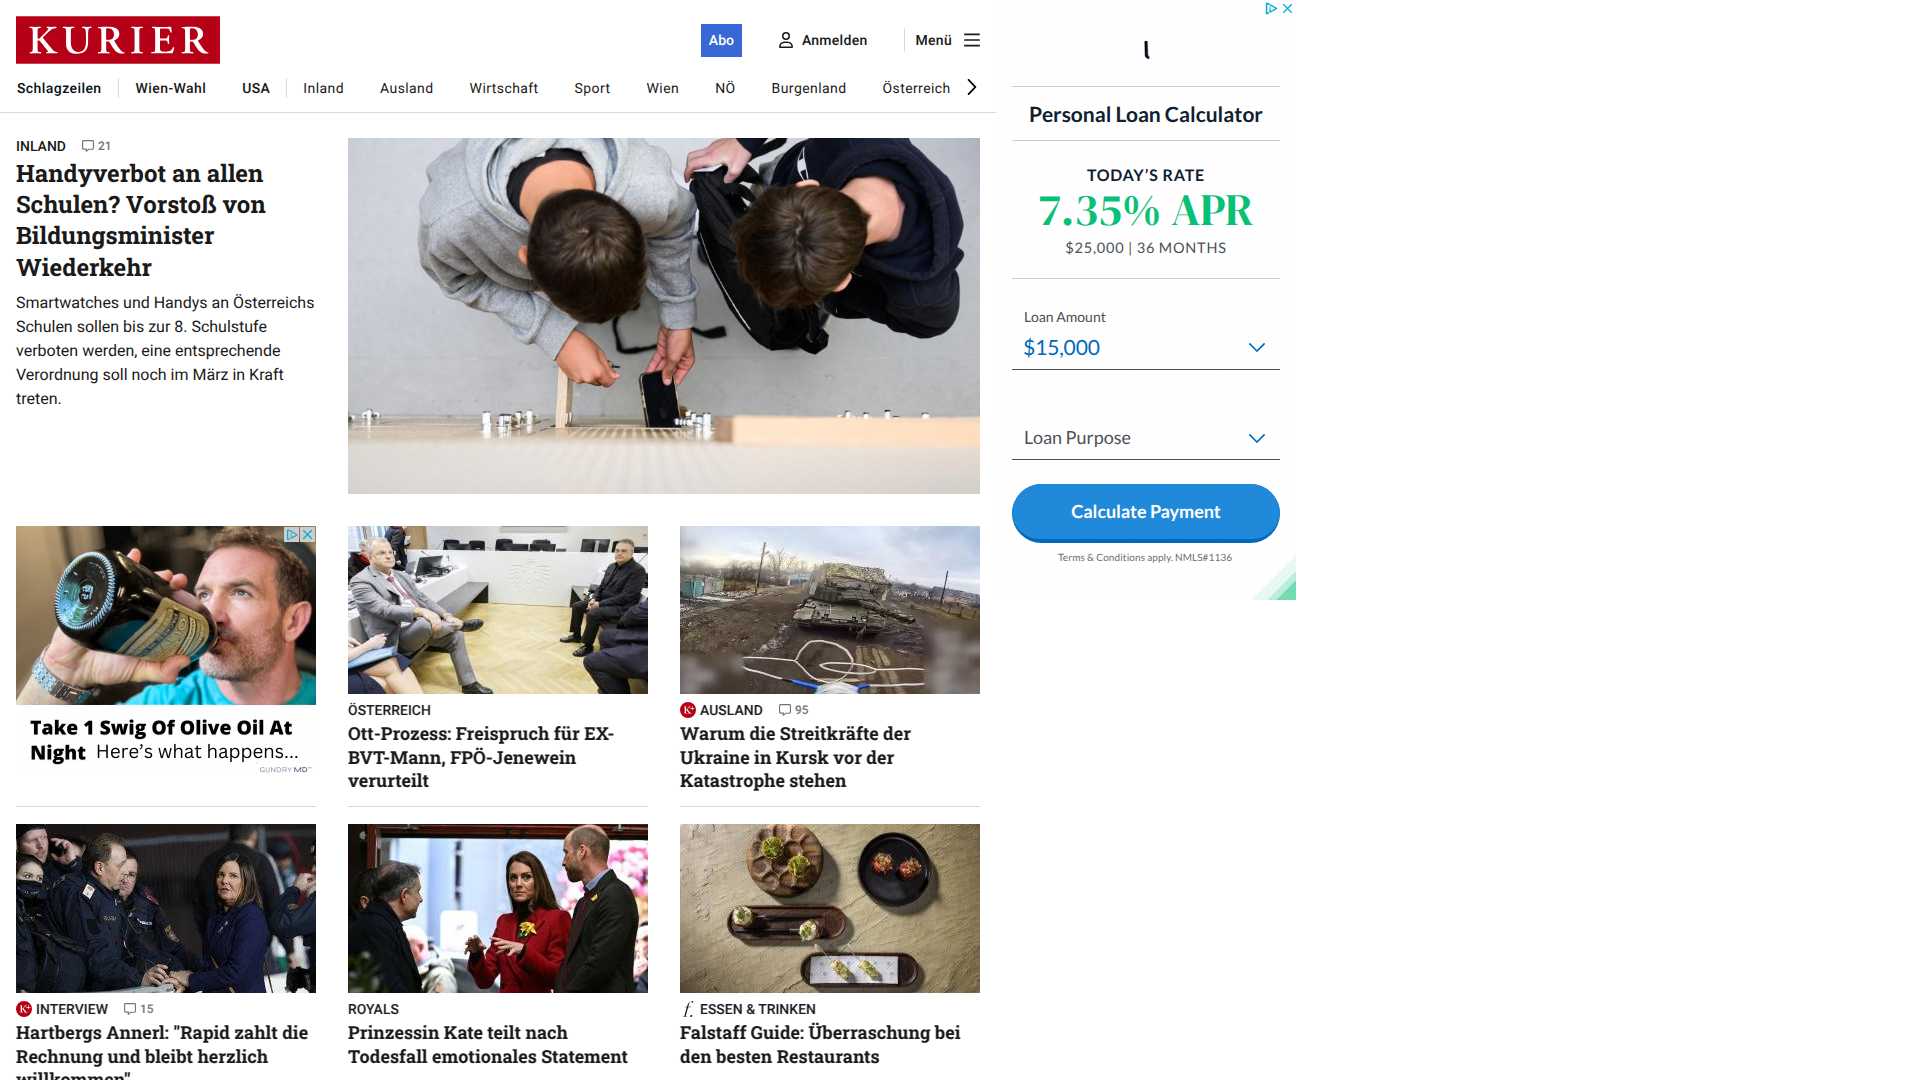 KURIER
Abo
Anmelden
Menü
Schlagzeilen
Wien-Wahl
USA
Inland
Ausland
Wirtschaft
Sport
Wien
NÖ
Burgenland
Österreich
INLAND
21
Handyverbot an allen
Schulen? Vorstoß von
Bildungsminister
Wiederkehr
Smartwatches und Handys an Österreichs
Schulen sollen bis zur 8. Schulstufe
verboten werden, eine entsprechende
Verordnung soll noch im März in Kraft
treten.
Personal Loan Calculator
TODAY'S RATE
7.35% APR
$25,000 | 36 MONTHS
Loan Amount
$15,000
Loan Purpose
Calculate Payment
Terms & Conditions apply. NMLS#1136
Take 1 Swig Of Olive Oil At
Night Here's what happens...
GUNDRY MD™
ÖSTERREICH
Ott-Prozess: Freispruch für EX-
BVT-Mann, FPÖ-Jenewein
verurteilt
K+ AUSLAND
95
Warum die Streitkräfte der
Ukraine in Kursk vor der
Katastrophe stehen
K+ INTERVIEW
15
Hartbergs Annerl: "Rapid zahlt die
Rechnung und bleibt herzlich
willkommen"
ROYALS
Prinzessin Kate teilt nach
Todesfall emotionales Statement
f. ESSEN & TRINKEN
Falstaff Guide: Überraschung bei
den besten Restaurants